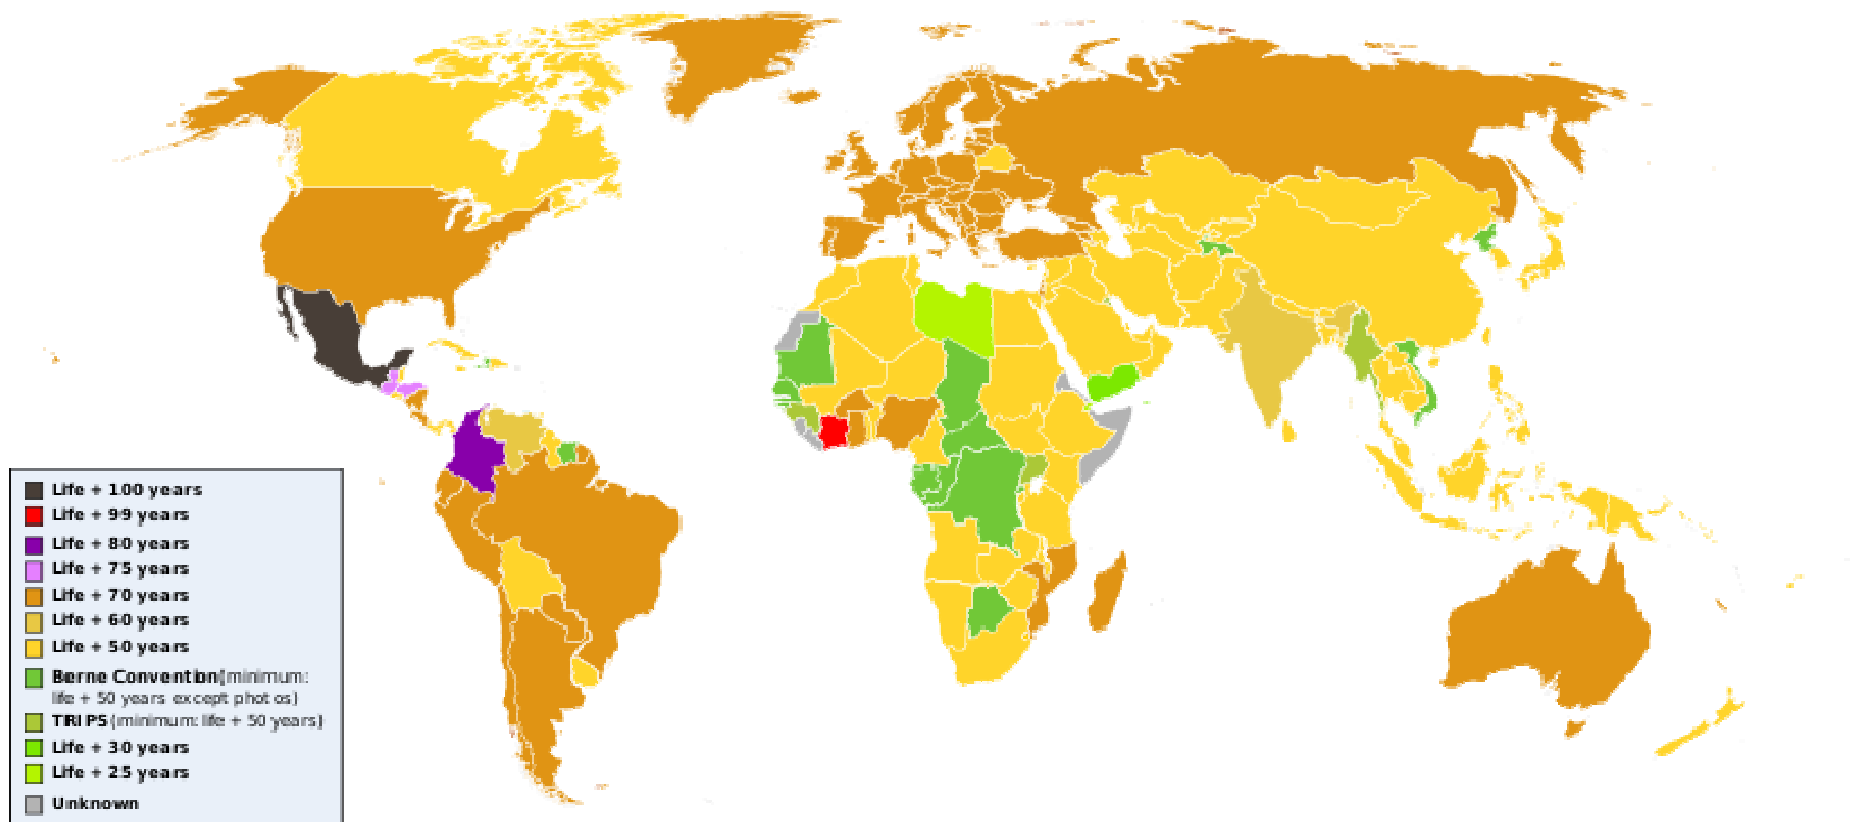 Life + 100 years
Life + 99 years
Life + 80 years
Life + 75 years
Life + 70 years
Life + 60 years
Life + 50 years
Berne Convention(minimum:
life + 50 years except photos)
TRIPS(minimum: life + 50 years)
Life + 30 years
Life + 25 years
Unknown